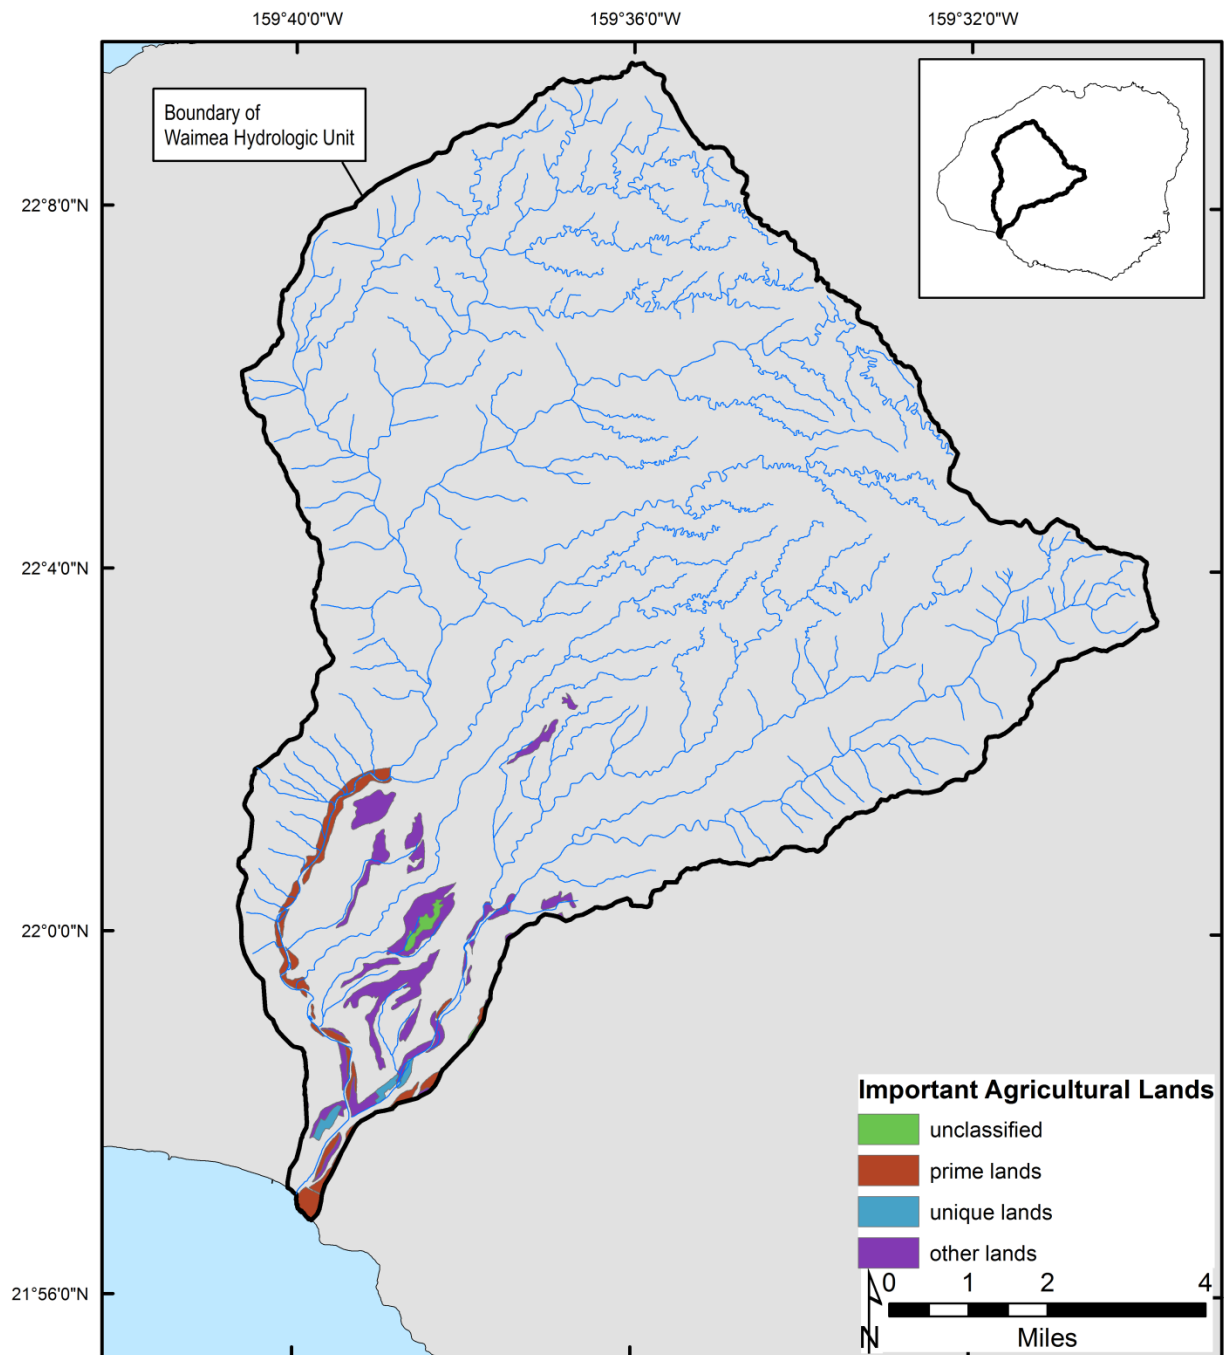 159°40'0"W
159°36'0"W
159°32'0"W
Boundary of
Waimea Hydrologic Unit
22°8'0"N
22°4'0"N
22°0'0"N
21°56'0"N
Important Agricultural Lands
unclassified
prime lands
unique lands
other lands
0 1 2 4
N Miles